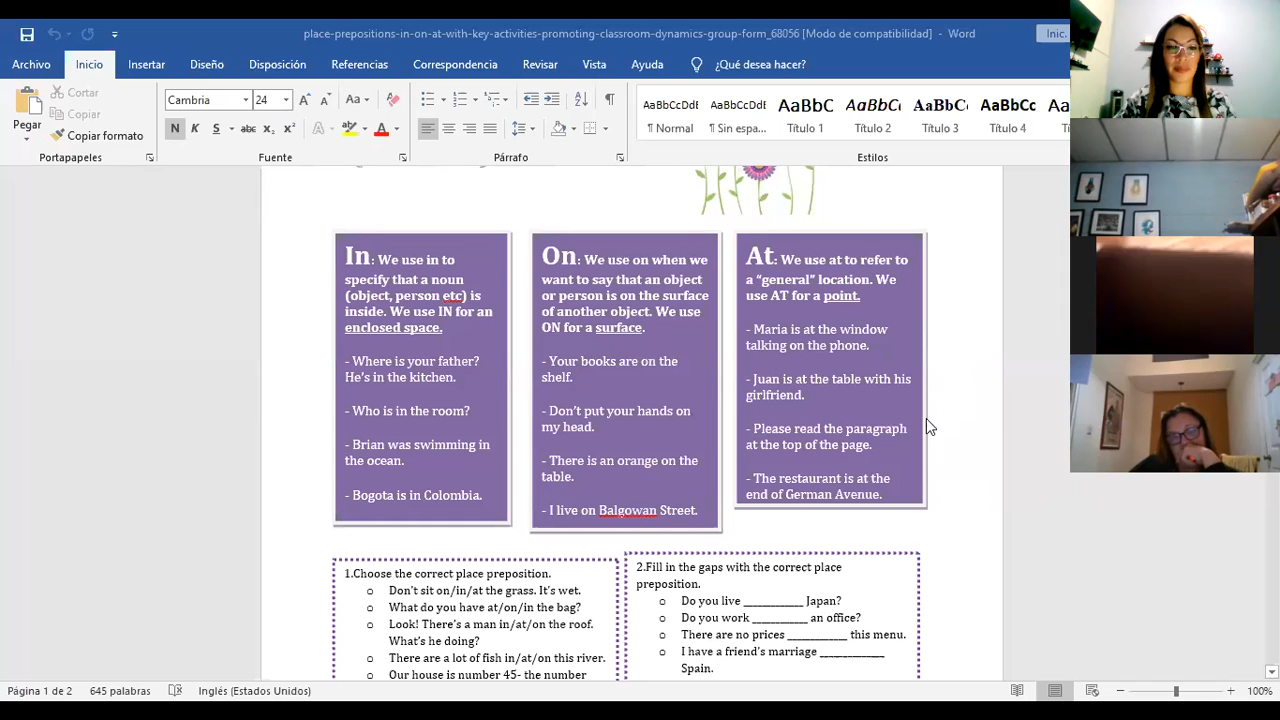 place-prepositions-in-on-at-with-key-activities-promoting-classroom-dynamics-group-form_68056 [Modo de compatibilidad] - Word
Inic.
Archivo Inicio Insertar Diseño Disposición Referencias Correspondencia Revisar Vista Ayuda ¿Qué desea hacer?
Cortar
Copiar
Pegar
Copiar formato
Portapapeles
Cambria 24
N K S abc x₂ x²
Fuente
Párrafo
AaBbCcDdE AaBbCcDdE AaBbC AaBbCc AaBbCc AaBbCc
¶ Normal ¶ Sin espa... Título 1 Título 2 Título 3 Título 4
Estilos
In: We use in to
specify that a noun
(object, person etc) is
inside. We use IN for an
enclosed space.
- Where is your father?
He's in the kitchen.
- Who is in the room?
- Brian was swimming in
the ocean.
- Bogota is in Colombia.
On: We use on when we
want to say that an object
or person is on the surface
of another object. We use
ON for a surface.
- Your books are on the
shelf.
- Don't put your hands on
my head.
- There is an orange on the
table.
- I live on Balgowan Street.
At: We use at to refer to
a "general" location. We
use AT for a point.
- Maria is at the window
talking on the phone.
- Juan is at the table with his
girlfriend.
- Please read the paragraph
at the top of the page.
- The restaurant is at the
end of German Avenue.
1.Choose the correct place preposition.
o Don't sit on/in/at the grass. It's wet.
o What do you have at/on/in the bag?
o Look! There's a man in/at/on the roof.
What's he doing?
o There are a lot of fish in/at/on this river.
o Our house is number 45- the number
2.Fill in the gaps with the correct place
preposition.
o Do you live ___________ Japan?
o Do you work __________ an office?
o There are no prices ___________ this menu.
o I have a friend's marriage ____________
Spain.
Página 1 de 2 645 palabras Inglés (Estados Unidos) 100%